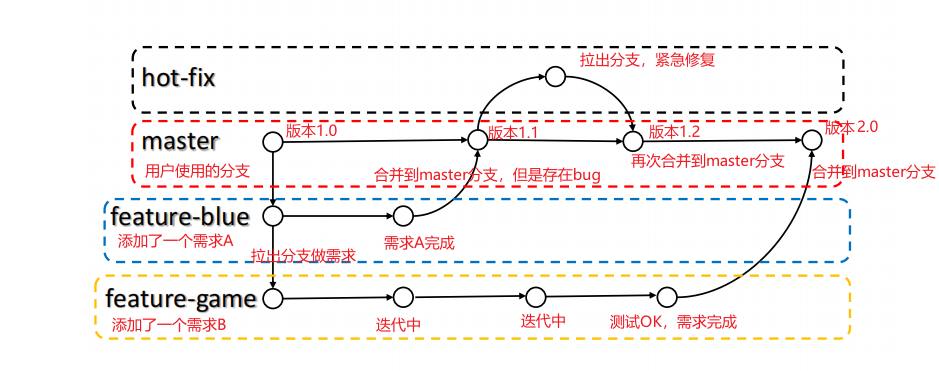 拉出分支，紧急修复
hot-fix
版本1.0
版本1.1
版本1.2
版本2.0
master
用户使用的分支
合并到master分支，但是存在bug
再次合并到master分支
合并到master分支
feature-blue
添加了一个需求A
需求A完成
拉出分支做需求
feature-game
添加了一个需求B
迭代中
迭代中
测试OK，需求完成